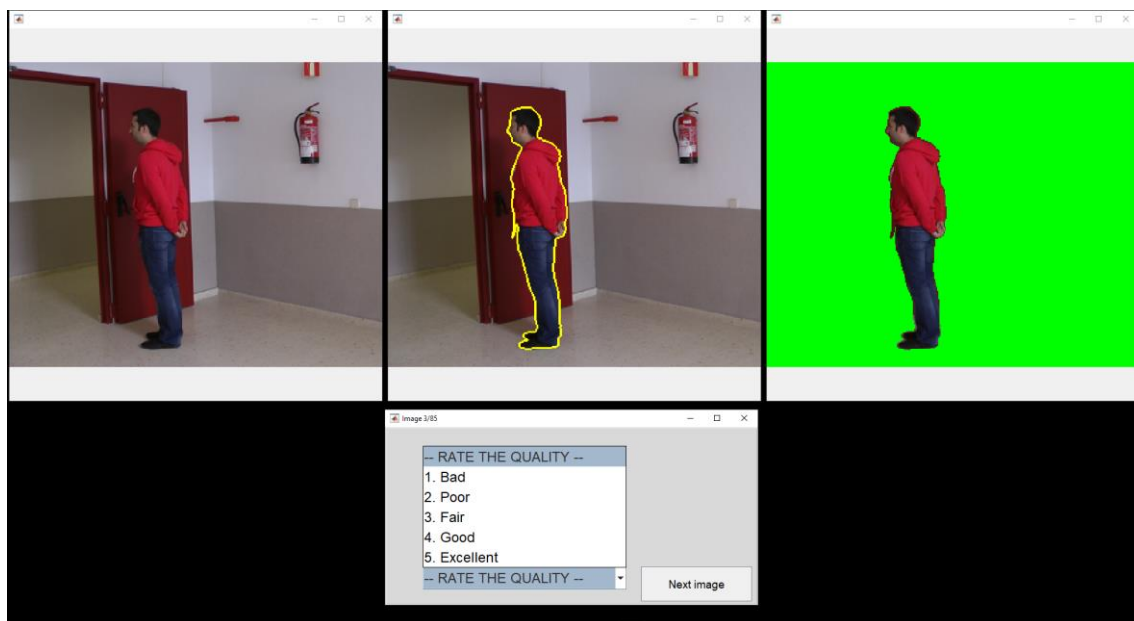 Image 3/85
-- RATE THE QUALITY --
1. Bad
2. Poor
3. Fair
4. Good
5. Excellent
-- RATE THE QUALITY --
Next image